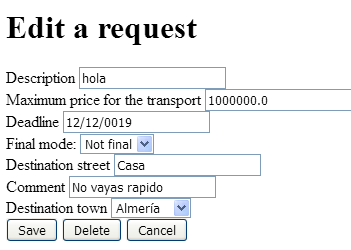 Edit a request
Description hola
Maximum price for the transport 1000000.0
Deadline 12/12/0019
Final mode: Not final
Destination street Casa
Comment No vayas rapido
Destination town Almería
Save Delete Cancel